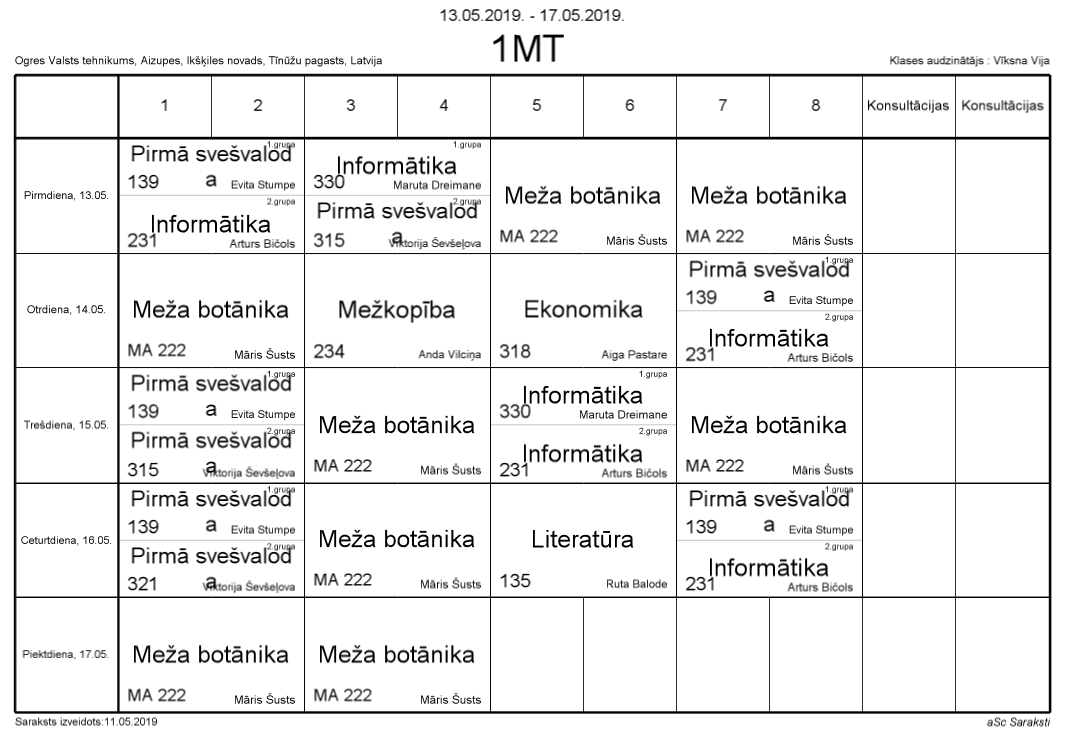 13.05.2019. - 17.05.2019.
1MT
Ogres Valsts tehnikums, Aizupes, Ikšķiles novads, Tīnūžu pagasts, Latvija
Klases audzinātājs : Vīksna Vija
1 2 3 4 5 6 7 8 Konsultācijas Konsultācijas
Pirmdiena, 13.05.
1.grupa
Pirmā svešvalod
a
139 Evita Stumpe
2.grupa
Informātika
231 Arturs Bičols
1.grupa
Informātika
330 Maruta Dreimane
2.grupa
Pirmā svešvalod
a
315 Viktorija Ševšeļova
Meža botānika
MA 222 Māris Šusts
Meža botānika
MA 222 Māris Šusts
Otrdiena, 14.05.
Meža botānika
MA 222 Māris Šusts
Mežkopība
234 Anda Vilciņa
Ekonomika
318 Aiga Pastare
1.grupa
Pirmā svešvalod
a
139 Evita Stumpe
2.grupa
Informātika
231 Arturs Bičols
Trešdiena, 15.05.
1.grupa
Pirmā svešvalod
a
139 Evita Stumpe
2.grupa
Pirmā svešvalod
a
315 Viktorija Ševšeļova
Meža botānika
MA 222 Māris Šusts
1.grupa
Informātika
330 Maruta Dreimane
2.grupa
Informātika
231 Arturs Bičols
Meža botānika
MA 222 Māris Šusts
Ceturtdiena, 16.05.
1.grupa
Pirmā svešvalod
a
139 Evita Stumpe
2.grupa
Pirmā svešvalod
a
321 Viktorija Ševšeļova
Meža botānika
MA 222 Māris Šusts
Literatūra
135 Ruta Balode
1.grupa
Pirmā svešvalod
a
139 Evita Stumpe
2.grupa
Informātika
231 Arturs Bičols
Piektdiena, 17.05.
Meža botānika
MA 222 Māris Šusts
Meža botānika
MA 222 Māris Šusts
Saraksts izveidots:11.05.2019
aSc Saraksti